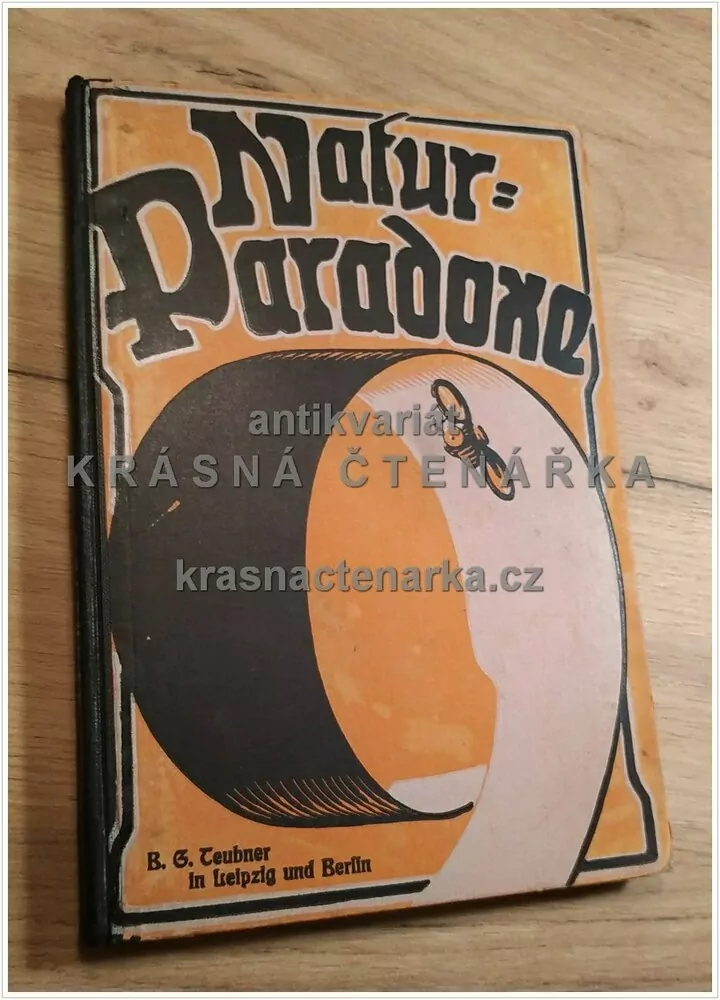 Natur=
Paradoxe
antikvariát
KRÁSNÁ ČTENÁŘKA
krasnactenarka.cz
B. G. Teubner
in Leipzig und Berlin